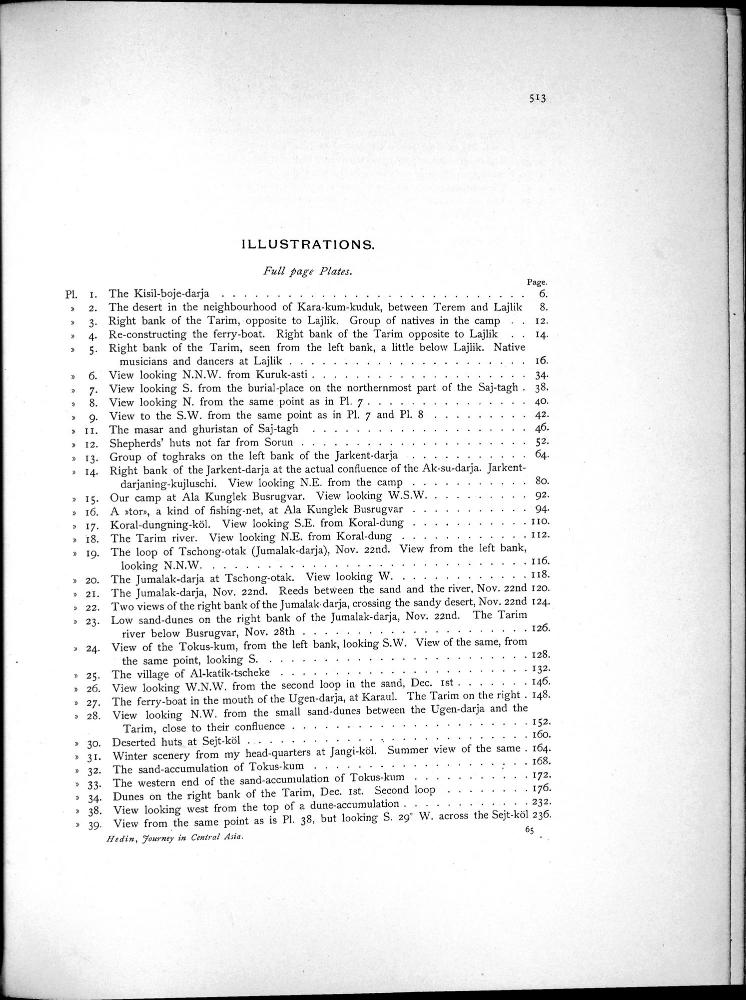 513
ILLUSTRATIONS.
Full page Plates.
Page.
Pl. 1. The Kisil-boje-darja . . . . . . . . . . . . . . . . . . . . . . . . . . . 6.
» 2. The desert in the neighbourhood of Kara-kum-kuduk, between Terem and Lajlik 8.
» 3. Right bank of the Tarim, opposite to Lajlik. Group of natives in the camp . . 12.
» 4. Re-constructing the ferry-boat. Right bank of the Tarim opposite to Lajlik . . 14.
» 5. Right bank of the Tarim, seen from the left bank, a little below Lajlik. Native
musicians and dancers at Lajlik . . . . . . . . . . . . . . . . . . . . . 16.
» 6. View looking N.N.W. from Kuruk-asti . . . . . . . . . . . . . . . . . . . 34.
» 7. View looking S. from the burial-place on the northernmost part of the Saj-tagh . 38.
» 8. View looking N. from the same point as in Pl. 7 . . . . . . . . . . . . . . 40.
» 9. View to the S.W. from the same point as in Pl. 7 and Pl. 8 . . . . . . . . . 42.
» 11. The masar and ghuristan of Saj-tagh . . . . . . . . . . . . . . . . . . . 46.
» 12. Shepherds' huts not far from Sorun . . . . . . . . . . . . . . . . . . . . 52.
» 13. Group of toghraks on the left bank of the Jarkent-darja . . . . . . . . . . . 64.
» 14. Right bank of the Jarkent-darja at the actual confluence of the Ak-su-darja. Jarkent-
darjaning-kujluschi. View looking N.E. from the camp . . . . . . . . . . . 80.
» 15. Our camp at Ala Kunglek Busrugvar. View looking W.S.W. . . . . . . . . . 92.
» 16. A »tor», a kind of fishing-net, at Ala Kunglek Busrugvar . . . . . . . . . . . 94.
» 17. Koral-dungning-köl. View looking S.E. from Koral-dung . . . . . . . . . . . 110.
» 18. The Tarim river. View looking N.E. from Koral-dung . . . . . . . . . . . . 112.
» 19. The loop of Tschong-otak (Jumalak-darja), Nov. 22nd. View from the left bank,
looking N.N.W. . . . . . . . . . . . . . . . . . . . . . . . . . . . . . 116.
» 20. The Jumalak-darja at Tschong-otak. View looking W. . . . . . . . . . . . . 118.
» 21. The Jumalak-darja, Nov. 22nd. Reeds between the sand and the river, Nov. 22nd 120.
» 22. Two views of the right bank of the Jumalak-darja, crossing the sandy desert, Nov. 22nd 124.
» 23. Low sand-dunes on the right bank of the Jumalak-darja, Nov. 22nd. The Tarim
river below Busrugvar, Nov. 28th . . . . . . . . . . . . . . . . . . . . . 126.
» 24. View of the Tokus-kum, from the left bank, looking S.W. View of the same, from
the same point, looking S. . . . . . . . . . . . . . . . . . . . . . . . . 128.
» 25. The village of Al-katik-tscheke . . . . . . . . . . . . . . . . . . . . . . 132.
» 26. View looking W.N.W. from the second loop in the sand, Dec. 1st . . . . . . 146.
» 27. The ferry-boat in the mouth of the Ugen-darja, at Karaul. The Tarim on the right . 148.
» 28. View looking N.W. from the small sand-dunes between the Ugen-darja and the
Tarim, close to their confluence . . . . . . . . . . . . . . . . . . . . . . 152.
» 30. Deserted huts at Sejt-köl . . . . . . . . . . . . . . . . . . . . . . . . . 160.
» 31. Winter scenery from my head-quarters at Jangi-köl. Summer view of the same . 164.
» 32. The sand-accumulation of Tokus-kum . . . . . . . . . . . . . . . . . . . 168.
» 33. The western end of the sand-accumulation of Tokus-kum . . . . . . . . . . 172.
» 34. Dunes on the right bank of the Tarim, Dec. 1st. Second loop . . . . . . . . 176.
» 38. View looking west from the top of a dune-accumulation . . . . . . . . . . . 232.
» 39. View from the same point as is Pl. 38, but looking S. 29° W. across the Sejt-köl 236.
65
Hedin, Journey in Central Asia.